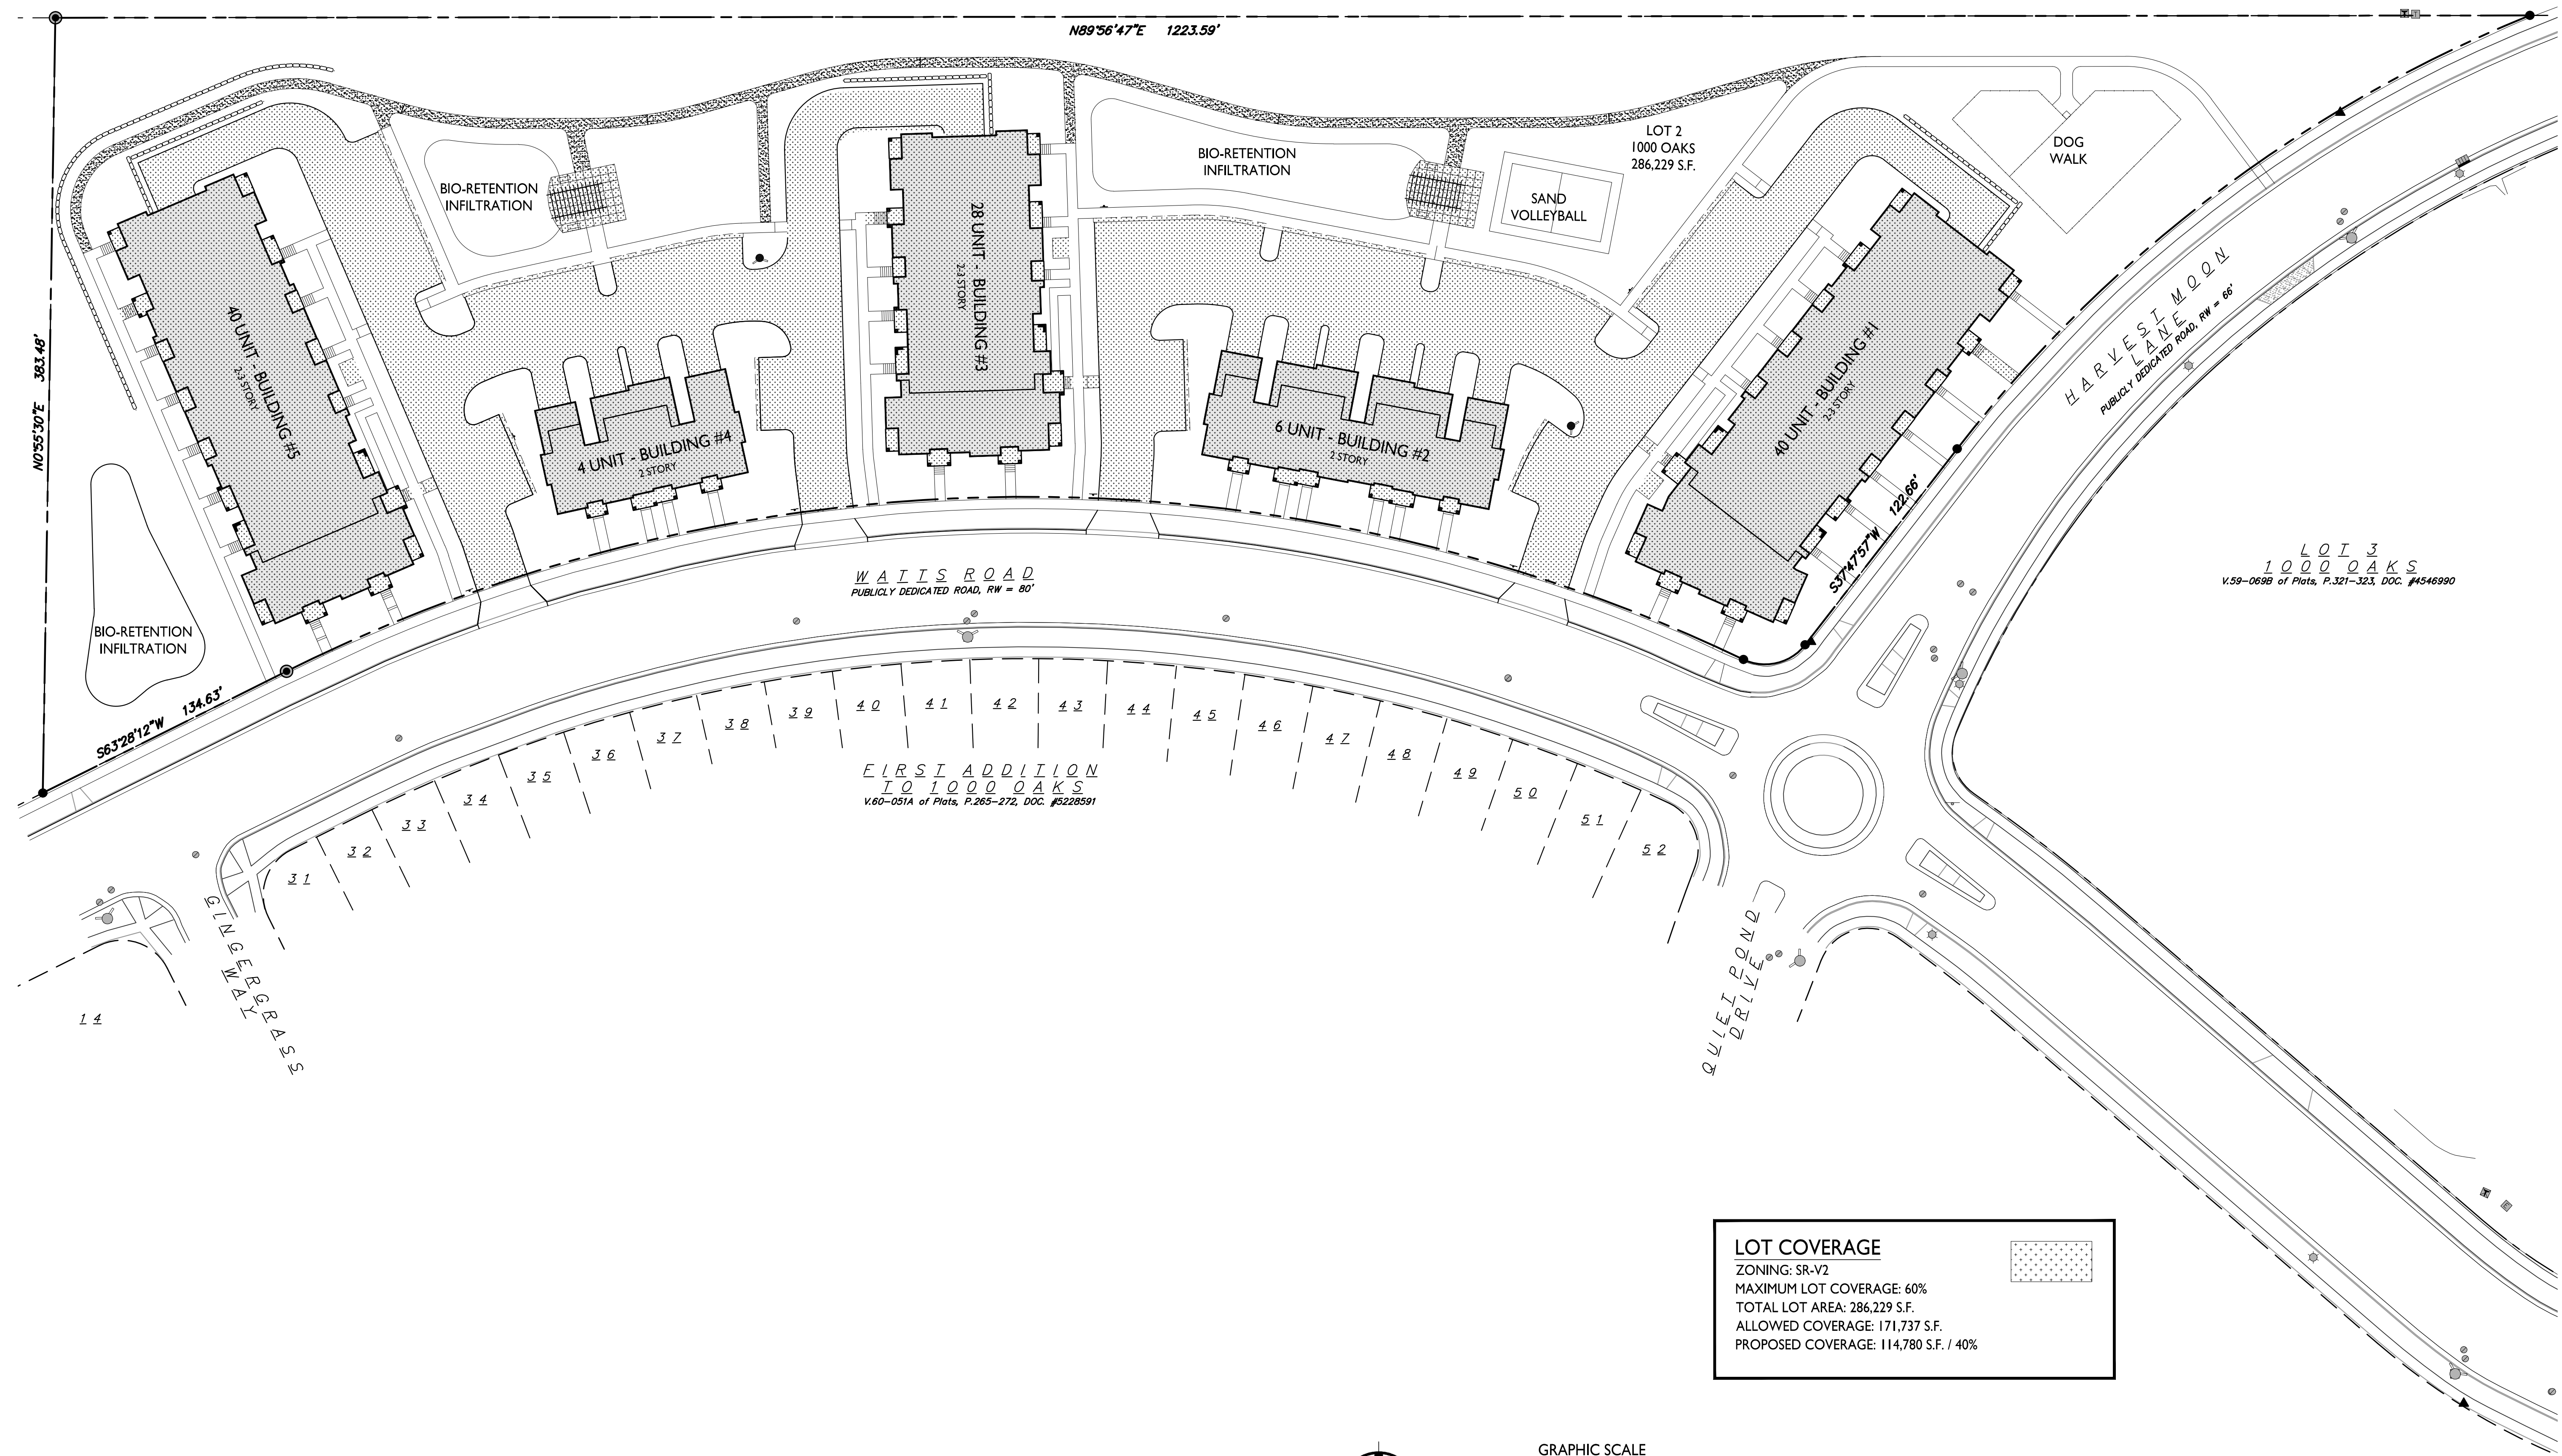 N89°56'47"E 1223.59'
LOT 2
1000 OAKS
286,229 S.F.
DOG
WALK
BIO-RETENTION
INFILTRATION
BIO-RETENTION
INFILTRATION
SAND
VOLLEYBALL
28 UNIT - BUILDING #3
2-3 STORY
40 UNIT - BUILDING #5
2-3 STORY
40 UNIT - BUILDING #1
2-3 STORY
HARVEST MOON
LANE
PUBLICLY DEDICATED ROAD, RW = 66'
N0°55'30"E 383.48'
4 UNIT - BUILDING #4
2 STORY
6 UNIT - BUILDING #2
2 STORY
S37°47'57"W 122.66'
LOT 3
1000 OAKS
V.59-069B of Plats, P.321-323, DOC. #4546990
WATTS ROAD
PUBLICLY DEDICATED ROAD, RW = 80'
BIO-RETENTION
INFILTRATION
S63°28'12"W 134.63'
31
32
33
34
35
36
37
38
39
40
41
42
43
44
45
46
47
48
49
50
51
52
FIRST ADDITION
TO 1000 OAKS
V.60-051A of Plats, P.265-272, DOC. #5228591
GINGERGRASS
WAY
QUIET POND
DRIVE
14
LOT COVERAGE
ZONING: SR-V2
MAXIMUM LOT COVERAGE: 60%
TOTAL LOT AREA: 286,229 S.F.
ALLOWED COVERAGE: 171,737 S.F.
PROPOSED COVERAGE: 114,780 S.F. / 40%
GRAPHIC SCALE